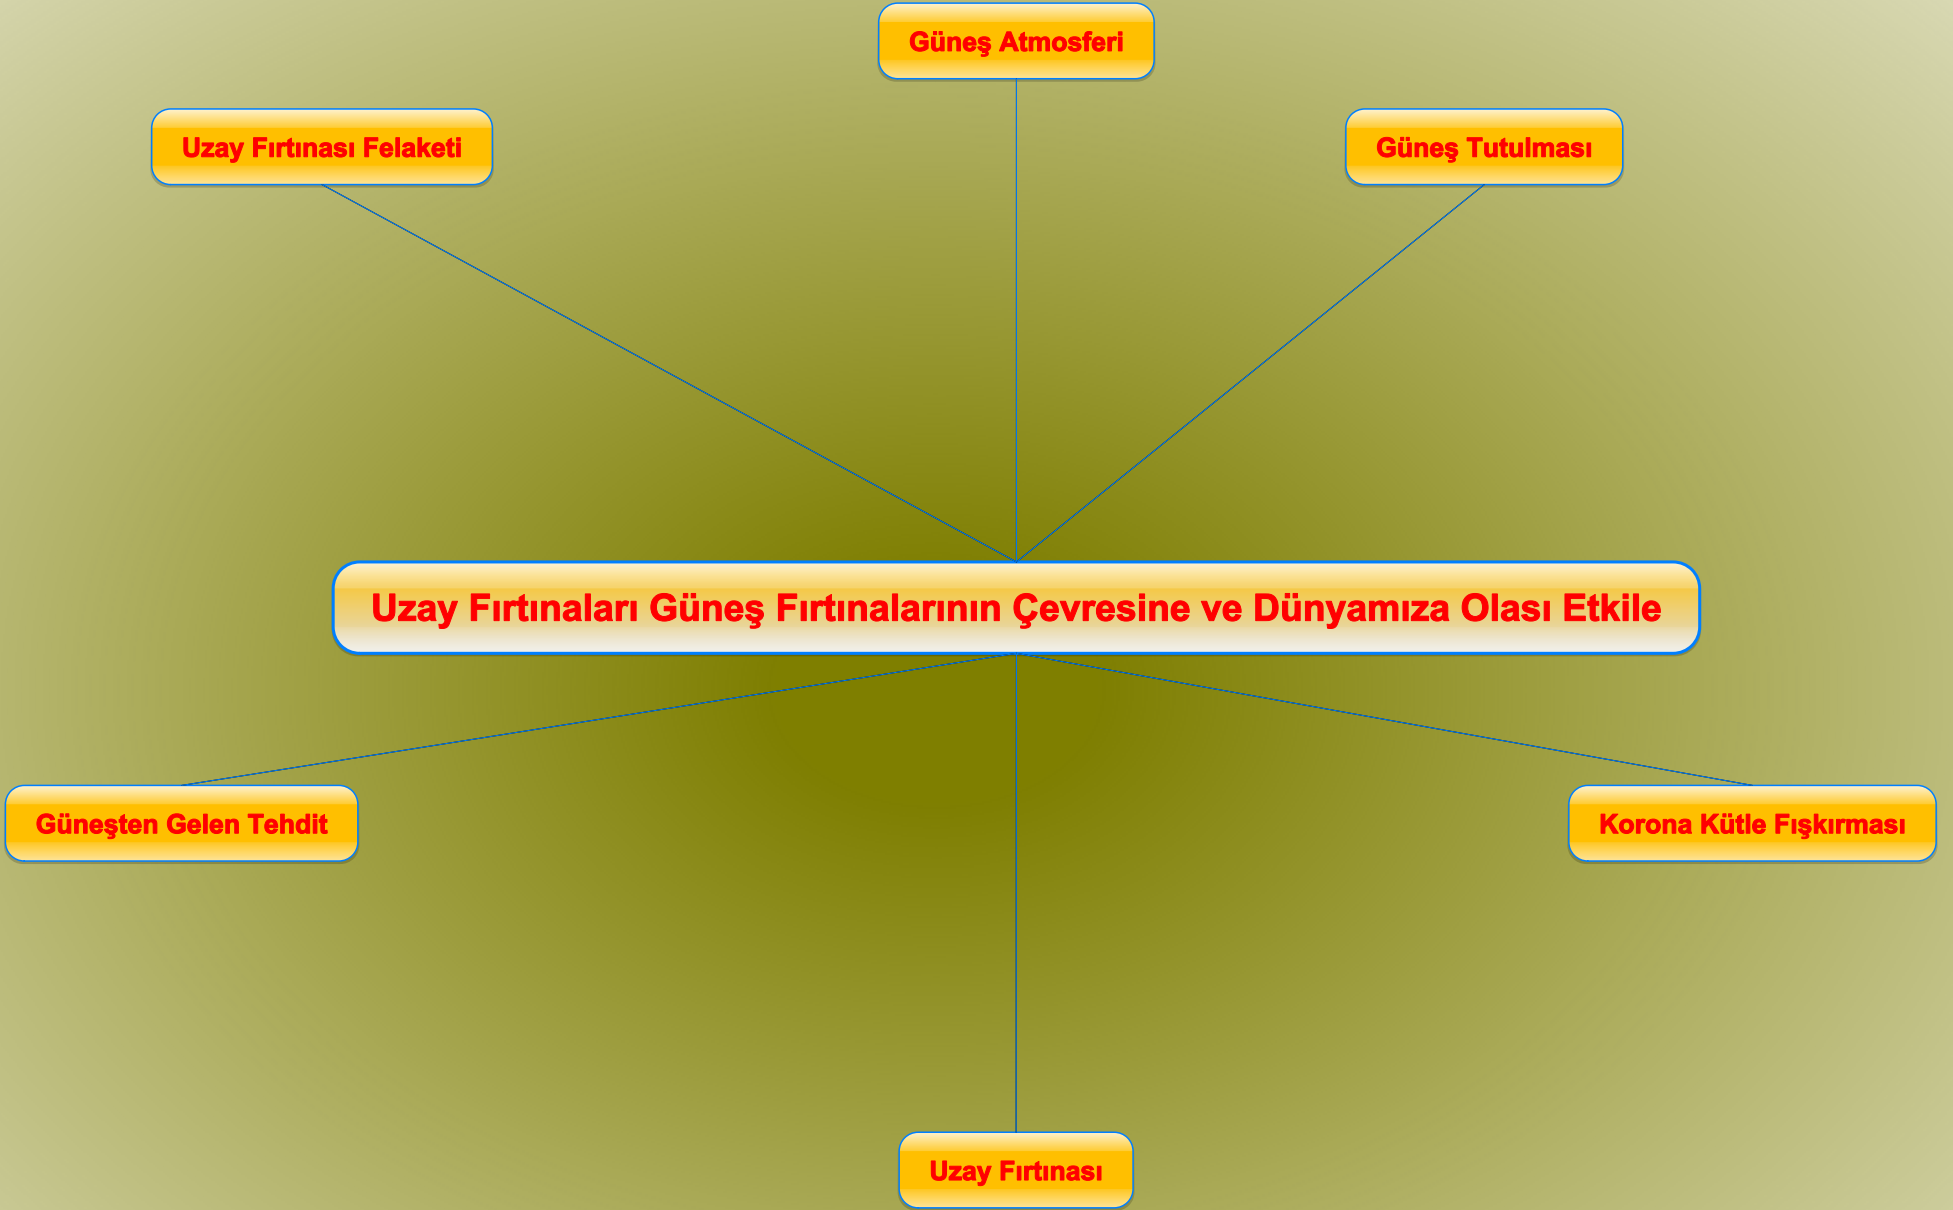 Güneş Atmosferi
Uzay Fırtınası Felaketi
Güneş Tutulması
Uzay Fırtınaları Güneş Fırtınalarının Çevresine ve Dünyamıza Olası Etkile
Güneşten Gelen Tehdit
Korona Kütle Fışkırması
Uzay Fırtınası